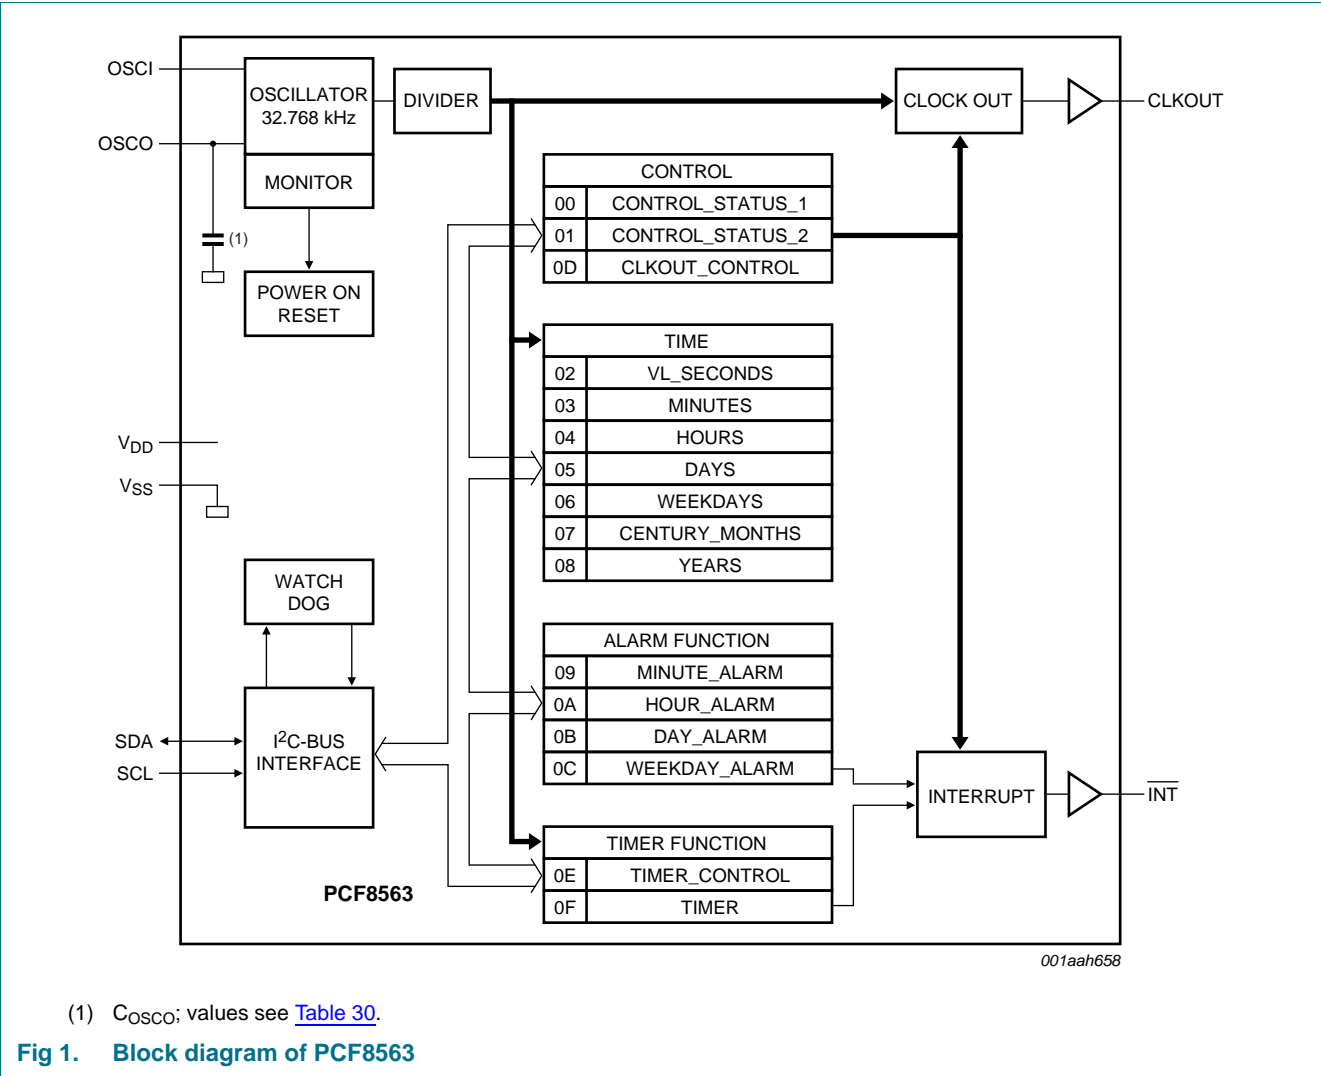 OSCI
OSCO
OSCILLATOR
32.768 kHz
MONITOR
DIVIDER
CLOCK OUT
CLKOUT
(1)
POWER ON
RESET
CONTROL
00 CONTROL_STATUS_1
01 CONTROL_STATUS_2
0D CLKOUT_CONTROL
TIME
02 VL_SECONDS
03 MINUTES
04 HOURS
05 DAYS
06 WEEKDAYS
07 CENTURY_MONTHS
08 YEARS
VDD
VSS
WATCH
DOG
ALARM FUNCTION
09 MINUTE_ALARM
0A HOUR_ALARM
0B DAY_ALARM
0C WEEKDAY_ALARM
SDA
SCL
I2C-BUS
INTERFACE
INTERRUPT
INT
TIMER FUNCTION
0E TIMER_CONTROL
0F TIMER
PCF8563
001aah658
(1) COSCO; values see Table 30.
Fig 1. Block diagram of PCF8563